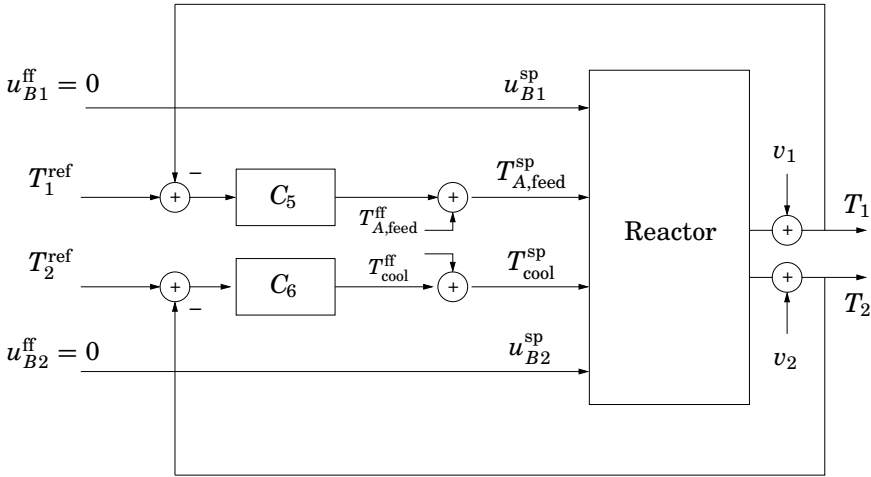 u_{B1}^{ff} = 0
u_{B1}^{sp}
T_1^{ref}
−
+
C_5
+
T_{A,feed}^{ff}
T_{A,feed}^{sp}
Reactor
v_1
+
T_1
T_2^{ref}
+
−
C_6
T_{cool}^{ff}
+
T_{cool}^{sp}
+
T_2
v_2
u_{B2}^{ff} = 0
u_{B2}^{sp}